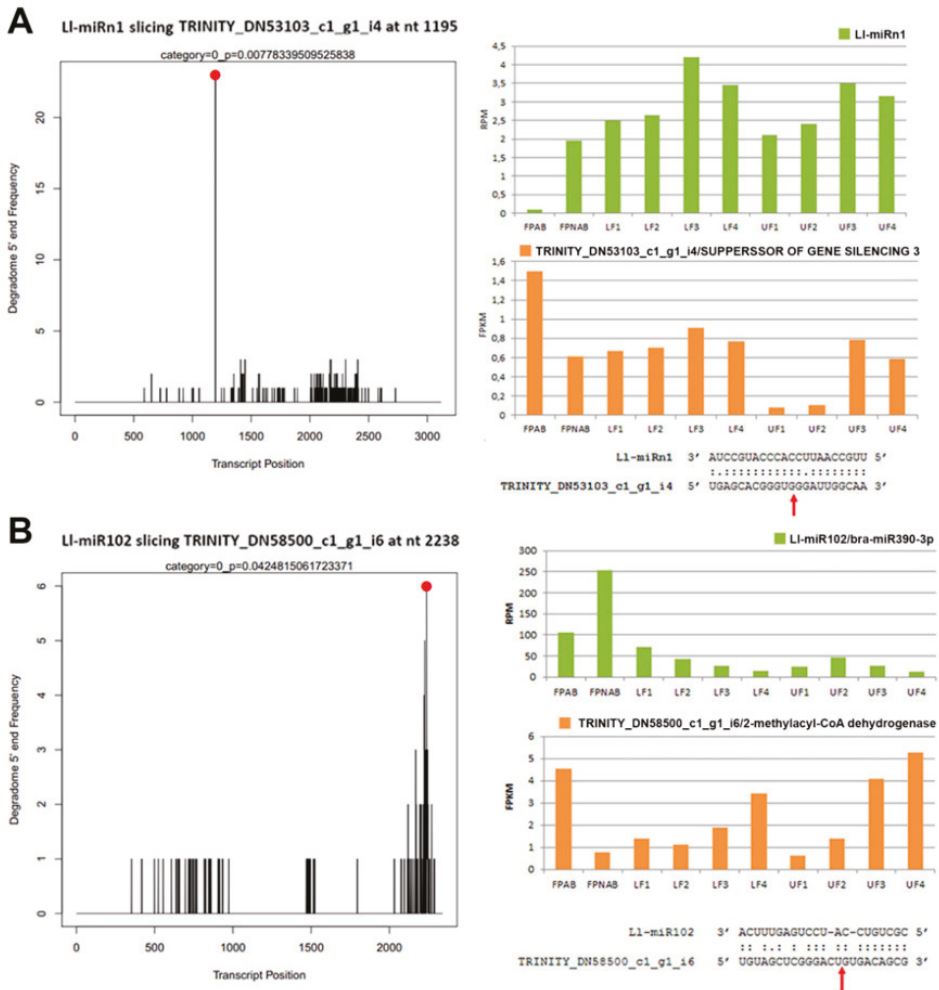 A
LI-miRn1 slicing TRINITY_DN53103_c1_g1_i4 at nt 1195
category=0_p=0.00778339509525838
Degradome 5' end Frequency
20
15
10
5
0
0 500 1000 1500 2000 2500 3000
Transcript Position
LI-miRn1
RPM
4,5
4
3,5
3
2,5
2
1,5
1
0,5
0
FPAB FPNAB LF1 LF2 LF3 LF4 UF1 UF2 UF3 UF4
TRINITY_DN53103_c1_g1_i4/SUPPERSSOR OF GENE SILENCING 3
FPKM
1,6
1,4
1,2
1
0,8
0,6
0,4
0,2
0
FPAB FPNAB LF1 LF2 LF3 LF4 UF1 UF2 UF3 UF4
Ll-miRn1 3' AUCCGUACCCACCUUAACCGUU 5'
:.:::::::::::.::::::::
TRINITY_DN53103_c1_g1_i4 5' UGAGCACGGGUGGGAUUGGCAA 3'
B
LI-miR102 slicing TRINITY_DN58500_c1_g1_i6 at nt 2238
category=0_p=0.0424815061723371
Degradome 5' end Frequency
6
5
4
3
2
1
0
0 500 1000 1500 2000
Transcript Position
LI-miR102/bra-miR390-3p
RPM
300
250
200
150
100
50
0
FPAB FPNAB LF1 LF2 LF3 LF4 UF1 UF2 UF3 UF4
TRINITY_DN58500_c1_g1_i6/2-methylacyl-CoA dehydrogenase
FPKM
6
5
4
3
2
1
0
FPAB FPNAB LF1 LF2 LF3 LF4 UF1 UF2 UF3 UF4
Ll-miR102 3' ACUUUGAGUCCU-AC-CUGUCGC 5'
:: :.: : ::: :: :::::::
TRINITY_DN58500_c1_g1_i6 5' UGUAGCUCGGGACUGUGACAGCG 3'